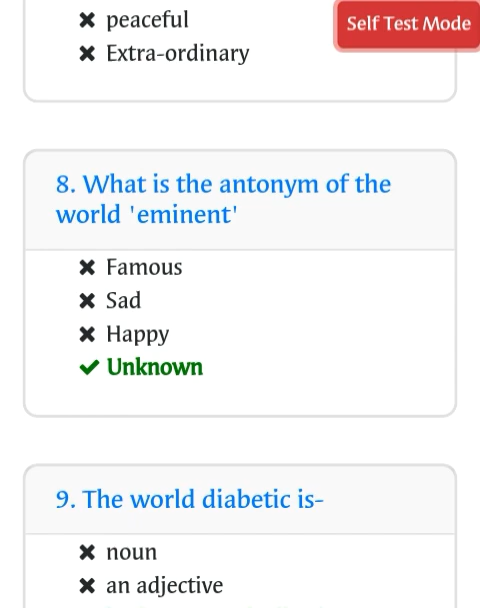 peaceful
Self Test Mode
Extra-ordinary
8. What is the antonym of the
world 'eminent'
Famous
Sad
Happy
Unknown
9. The world diabetic is-
noun
an adjective